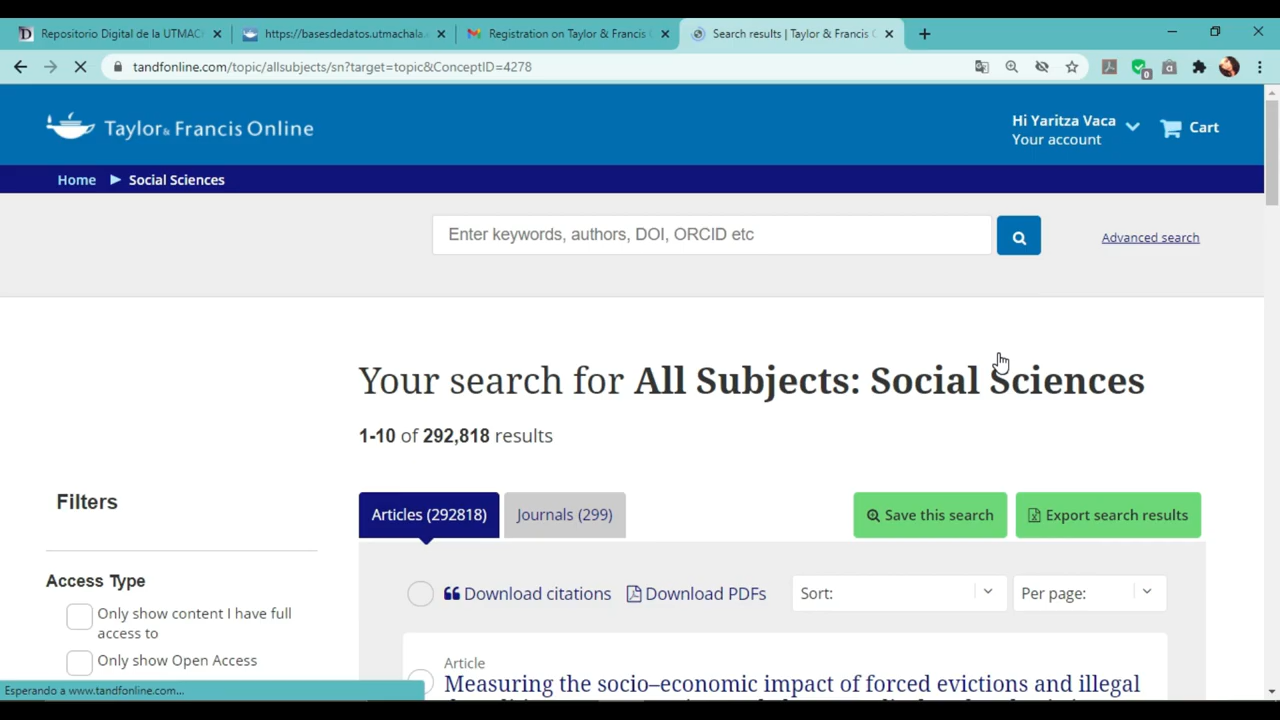 Repositorio Digital de la UTMAC
https://basesdedatos.utmachala.
Registration on Taylor & Francis
Search results | Taylor & Francis
tandfonline.com/topic/allsubjects/sn?target=topic&ConceptID=4278
Taylor & Francis Online
Hi Yaritza Vaca
Your account
Cart
Home ▶ Social Sciences
Enter keywords, authors, DOI, ORCID etc
Advanced search
Your search for All Subjects: Social Sciences
1-10 of 292,818 results
Filters
Articles (292818)
Journals (299)
Save this search
Export search results
Access Type
Download citations
Download PDFs
Sort:
Per page:
Only show content I have full
access to
Only show Open Access
Article
Measuring the socio–economic impact of forced evictions and illegal
Esperando a www.tandfonline.com...